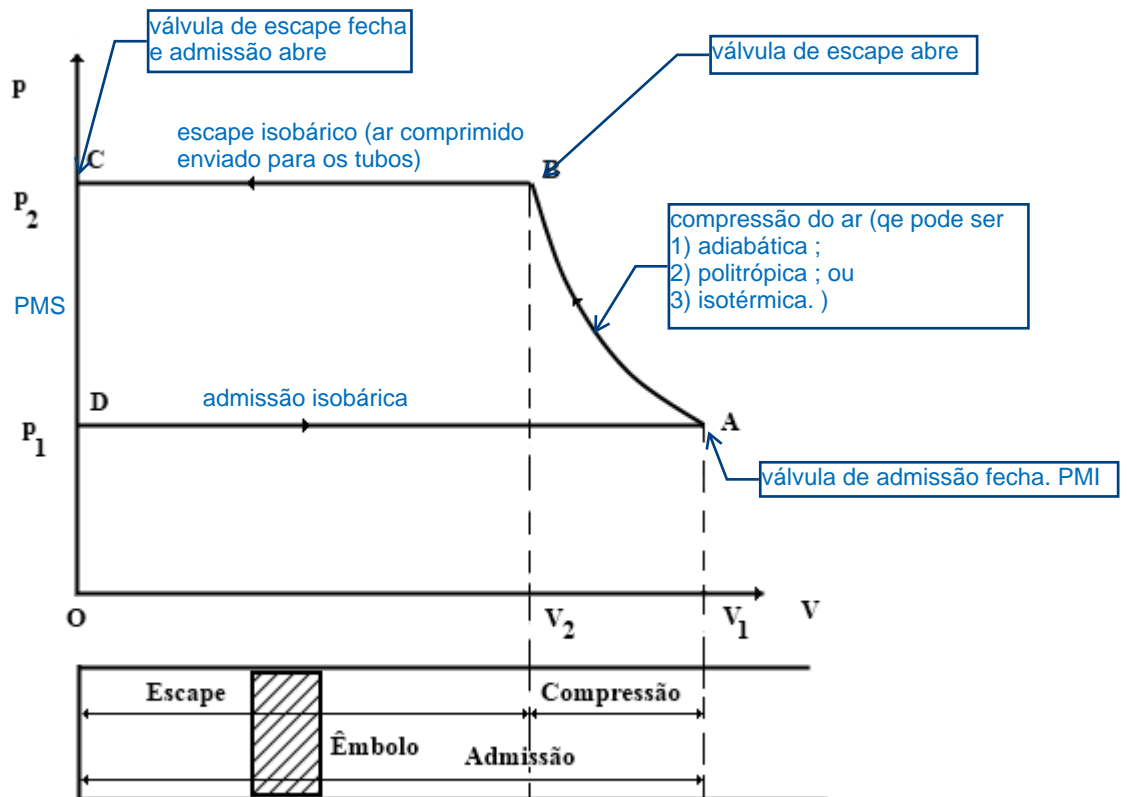 válvula de escape fecha
e admissão abre
válvula de escape abre
p
escape isobárico (ar comprimido
enviado para os tubos)
C
B
p2
compressão do ar (qe pode ser
1) adiabática ;
2) politrópica ; ou
3) isotérmica. )
PMS
D
admissão isobárica
A
p1
válvula de admissão fecha. PMI
O
V2
V1
V
Escape
Compressão
Êmbolo
Admissão